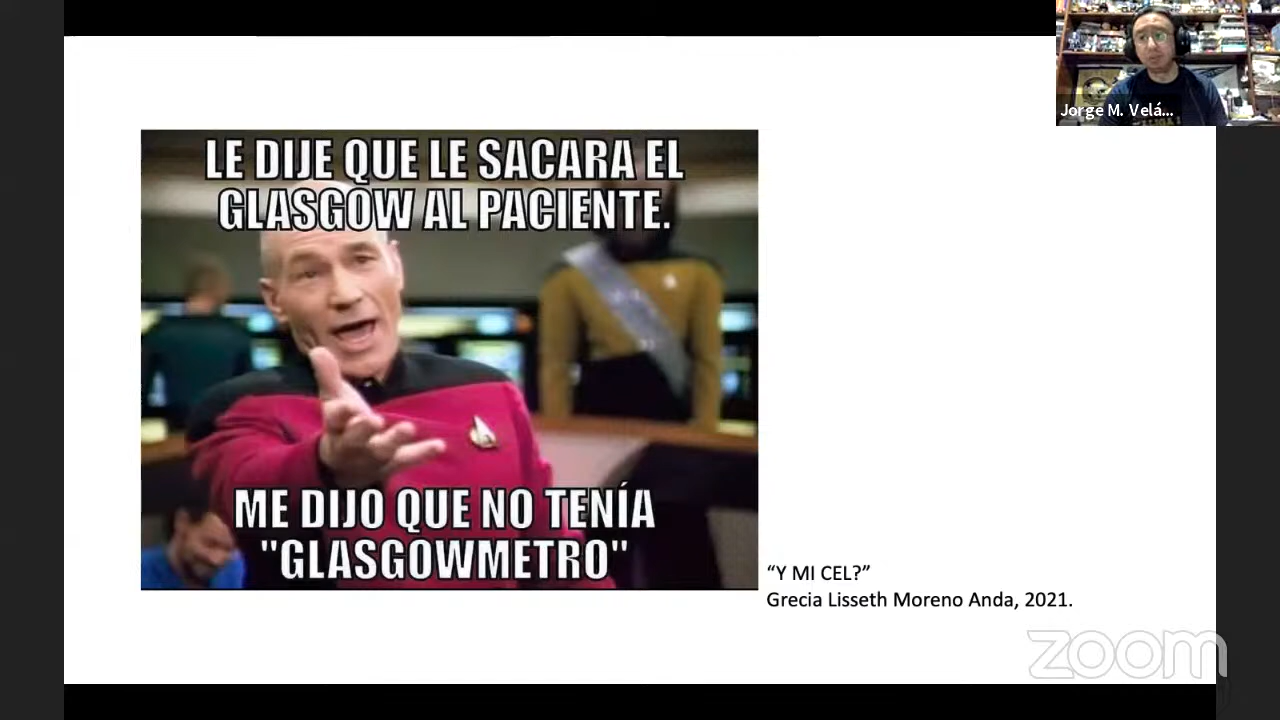 Jorge M. Velá...
LE DIJE QUE LE SACARA EL
GLASGOW AL PACIENTE.
ME DIJO QUE NO TENÍA
"GLASGOWMETRO"
“Y MI CEL?”
Grecia Lisseth Moreno Anda, 2021.
zoom